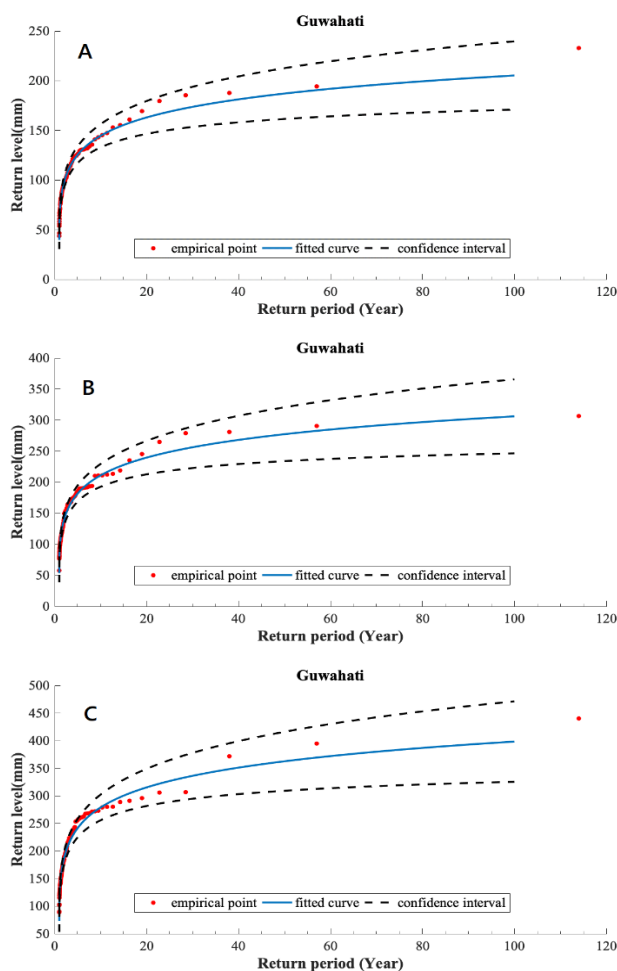 Guwahati
A
250
200
150
100
50
0
Return level(mm)
empirical point fitted curve confidence interval
0 20 40 60 80 100 120
Return period (Year)
Guwahati
B
400
350
300
250
200
150
100
50
0
Return level(mm)
empirical point fitted curve confidence interval
0 20 40 60 80 100 120
Return period (Year)
Guwahati
C
500
450
400
350
300
250
200
150
100
50
Return level(mm)
empirical point fitted curve confidence interval
0 20 40 60 80 100 120
Return period (Year)